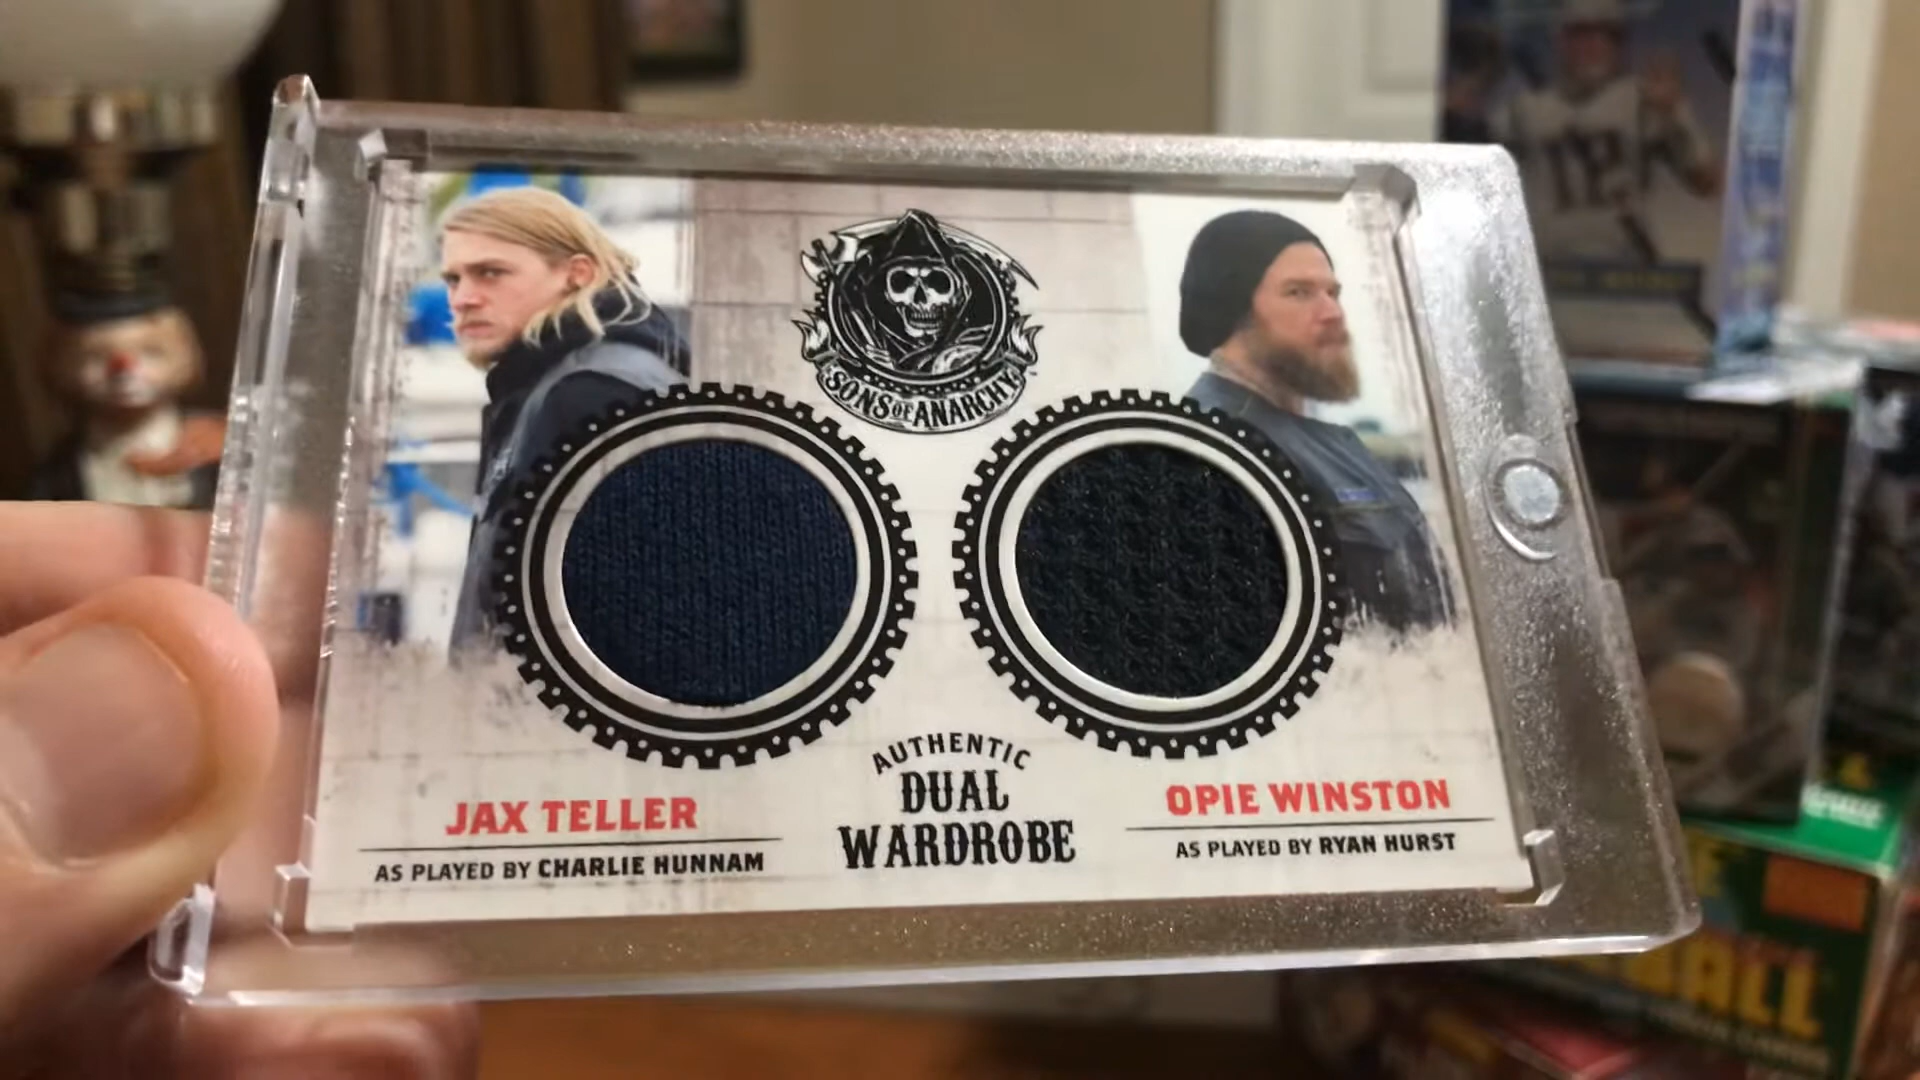 SONS OF ANARCHY
AUTHENTIC
DUAL
WARDROBE
JAX TELLER
AS PLAYED BY CHARLIE HUNNAM
OPIE WINSTON
AS PLAYED BY RYAN HURST